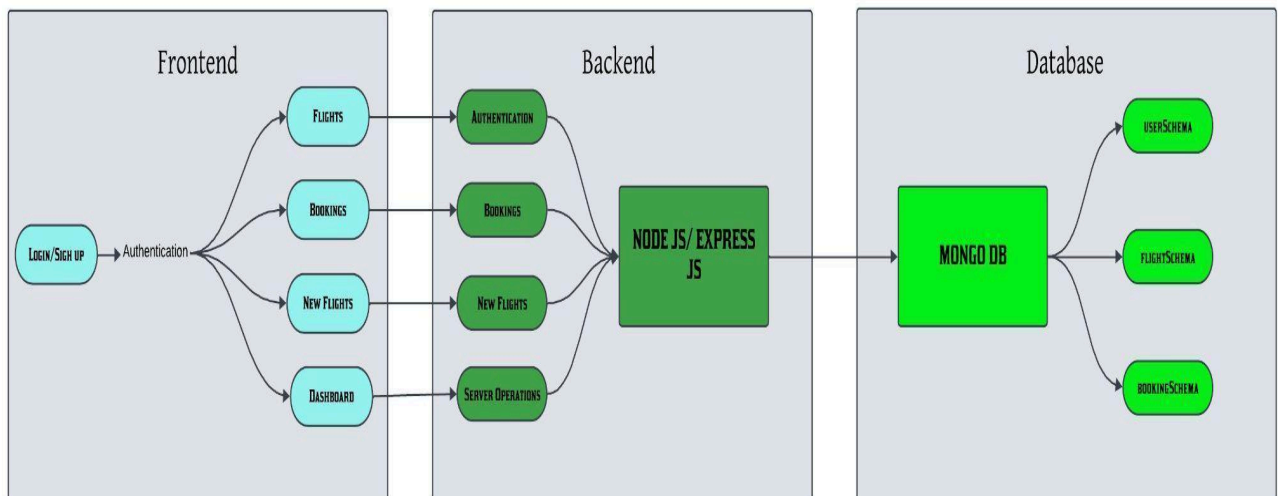 Frontend
Login/Sigh up
Authentication
Flights
Bookings
New Flights
Dashboard
Backend
Authentication
Bookings
New Flights
Server Operations
NODE JS/ EXPRESS
JS
Database
MONGO DB
userSchema
flightSchema
bookingSchema